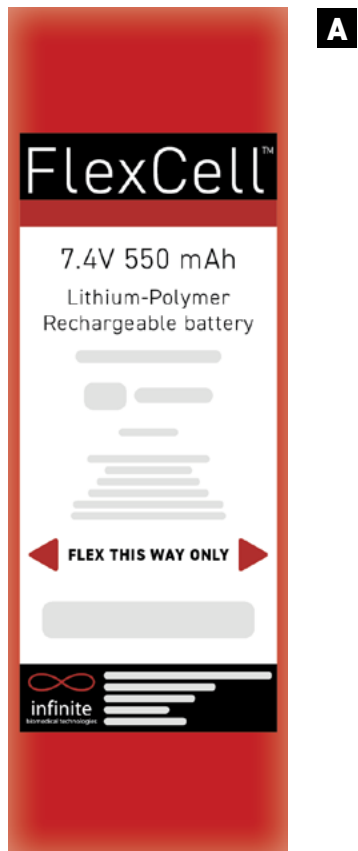 A
FlexCell™
7.4V 550 mAh
Lithium-Polymer
Rechargeable battery
FLEX THIS WAY ONLY
infinite
biomedical technologies